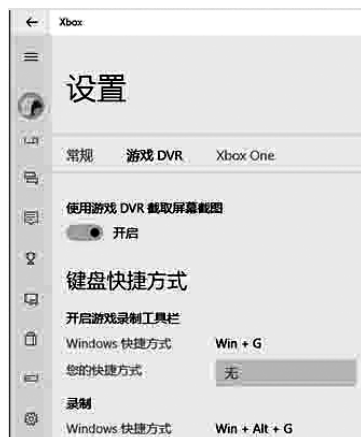 Xbox
设置
常规 游戏 DVR Xbox One
使用游戏 DVR 截取屏幕截图
开启
键盘快捷方式
开启游戏录制工具栏
Windows 快捷方式 Win + G
您的快捷方式 无
录制
Windows 快捷方式 Win + Alt + G